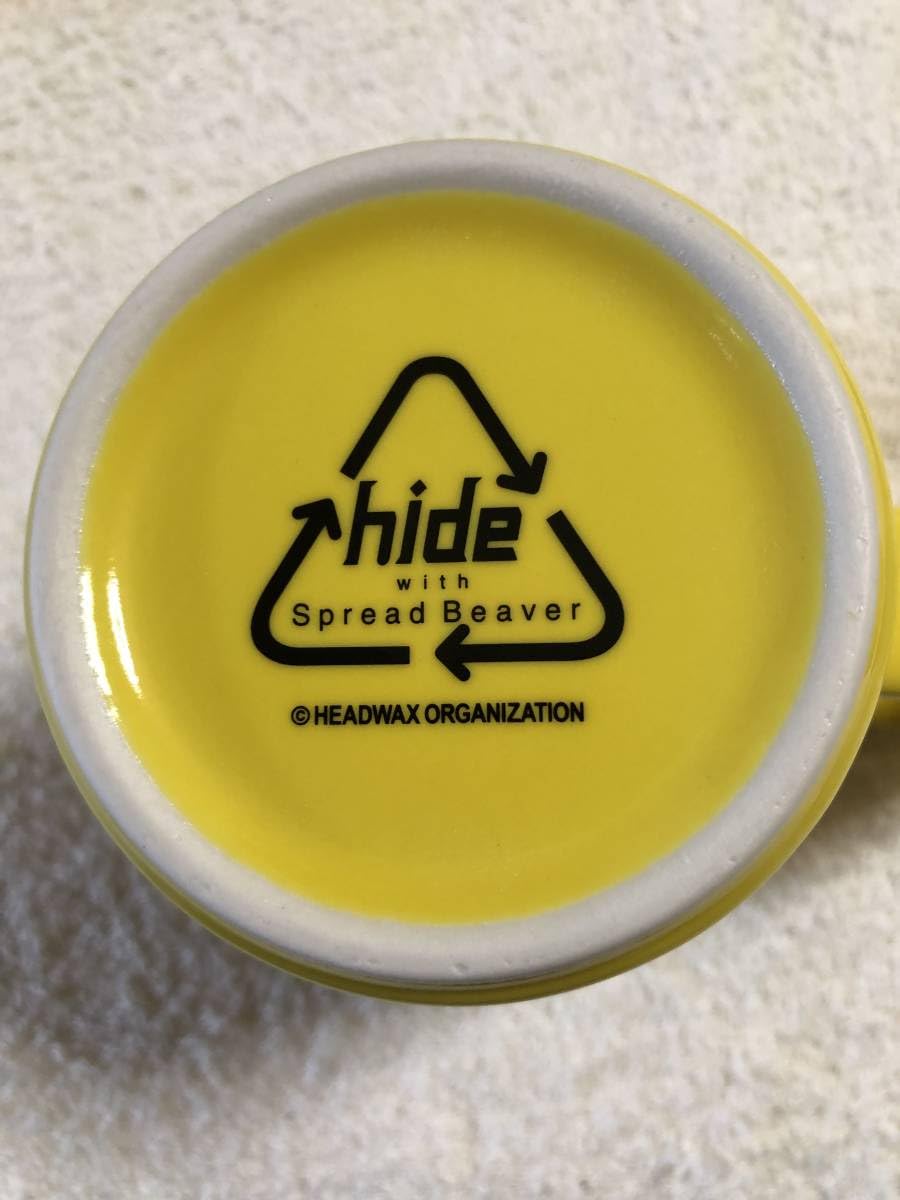 hide
with
Spread Beaver
© HEADWAX ORGANIZATION